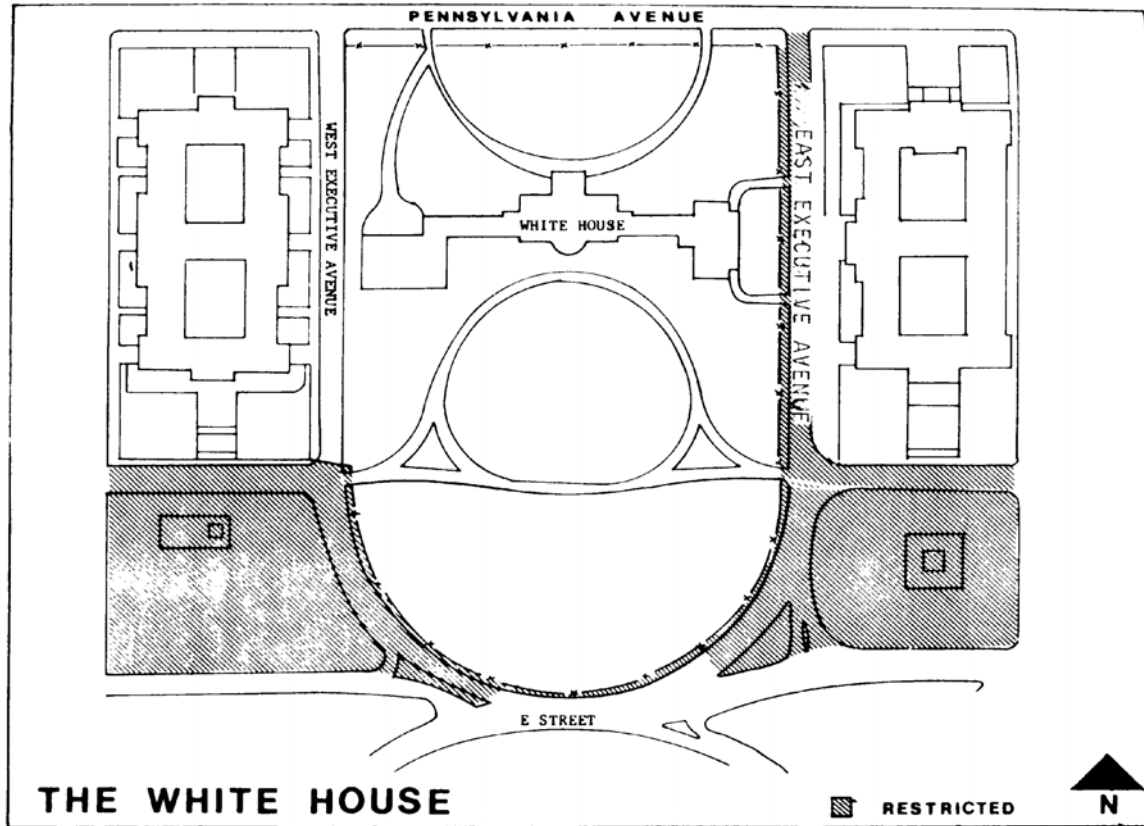 PENNSYLVANIA AVENUE
WEST EXECUTIVE AVENUE
EAST EXECUTIVE AVENUE
WHITE HOUSE
E STREET
THE WHITE HOUSE
RESTRICTED
N